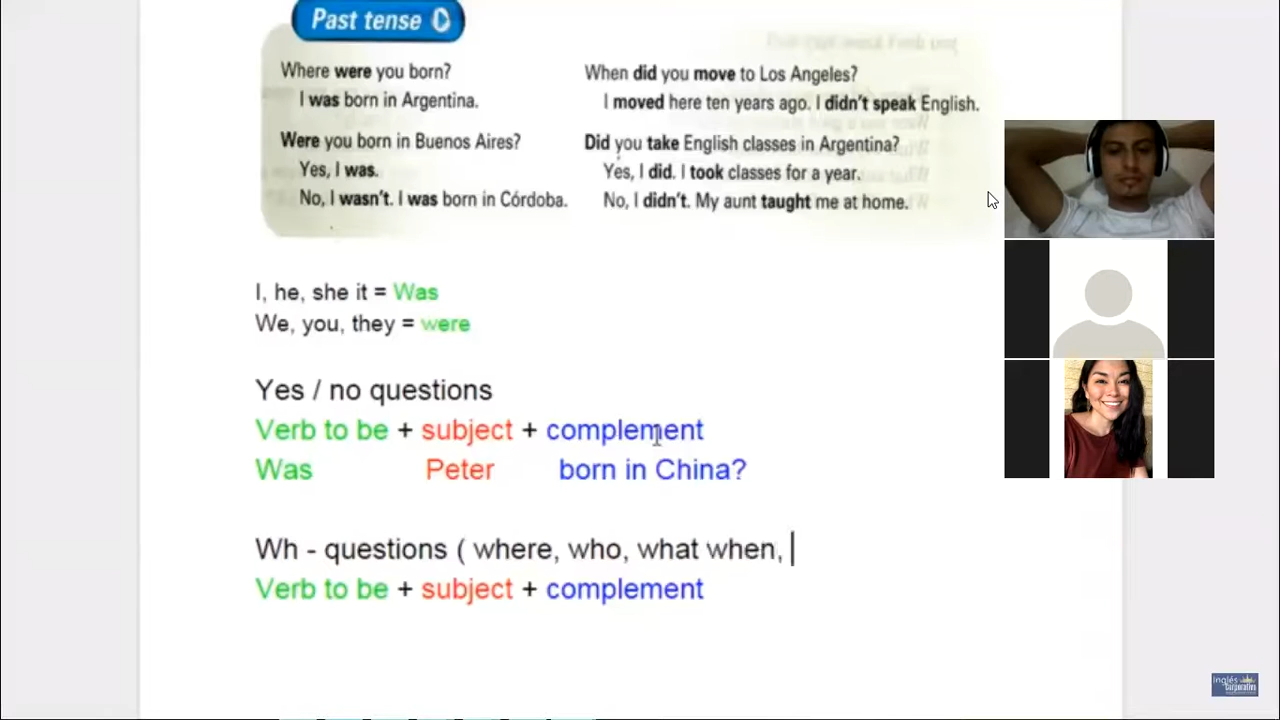 Past tense
Where were you born?
I was born in Argentina.
Were you born in Buenos Aires?
Yes, I was.
No, I wasn't. I was born in Córdoba.
When did you move to Los Angeles?
I moved here ten years ago. I didn't speak English.
Did you take English classes in Argentina?
Yes, I did. I took classes for a year.
No, I didn't. My aunt taught me at home.
I, he, she it = Was
We, you, they = were
Yes / no questions
Verb to be + subject + complement
Was Peter born in China?
Wh - questions ( where, who, what when,
Verb to be + subject + complement
Inglés
Corporativo